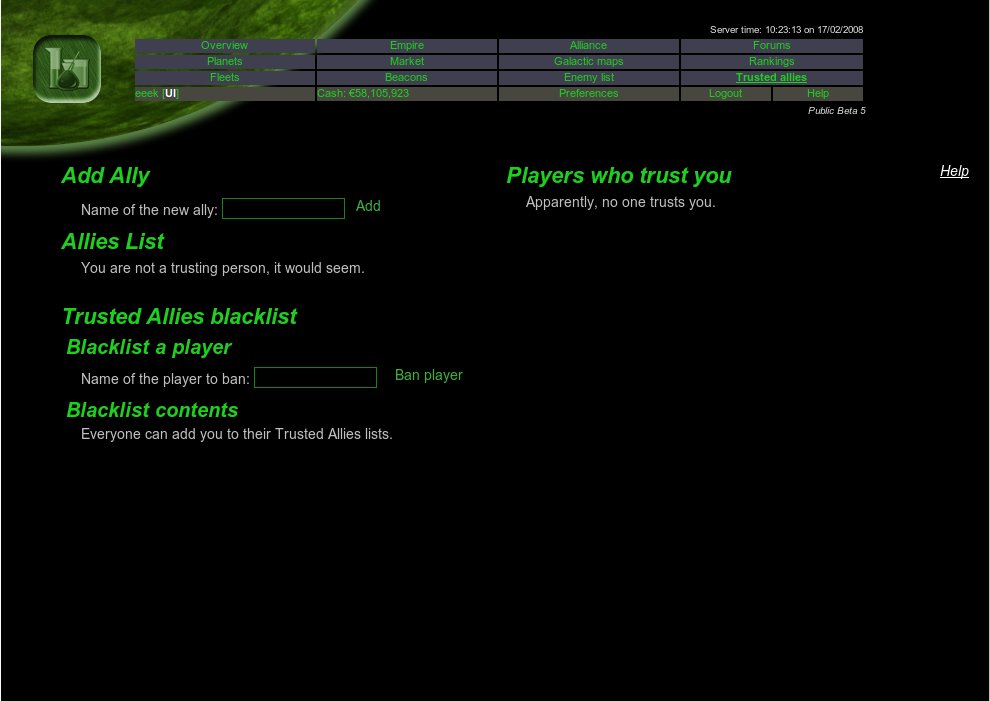 Server time: 10:23:13 on 17/02/2008
Overview Empire Alliance Forums
Planets Market Galactic maps Rankings
Fleets Beacons Enemy list Trusted allies
eeek [UI] Cash: €58,105,923 Preferences Logout Help
Public Beta 5
Help
Add Ally
Name of the new ally: Add
Allies List
You are not a trusting person, it would seem.
Trusted Allies blacklist
Blacklist a player
Name of the player to ban: Ban player
Blacklist contents
Everyone can add you to their Trusted Allies lists.
Players who trust you
Apparently, no one trusts you.